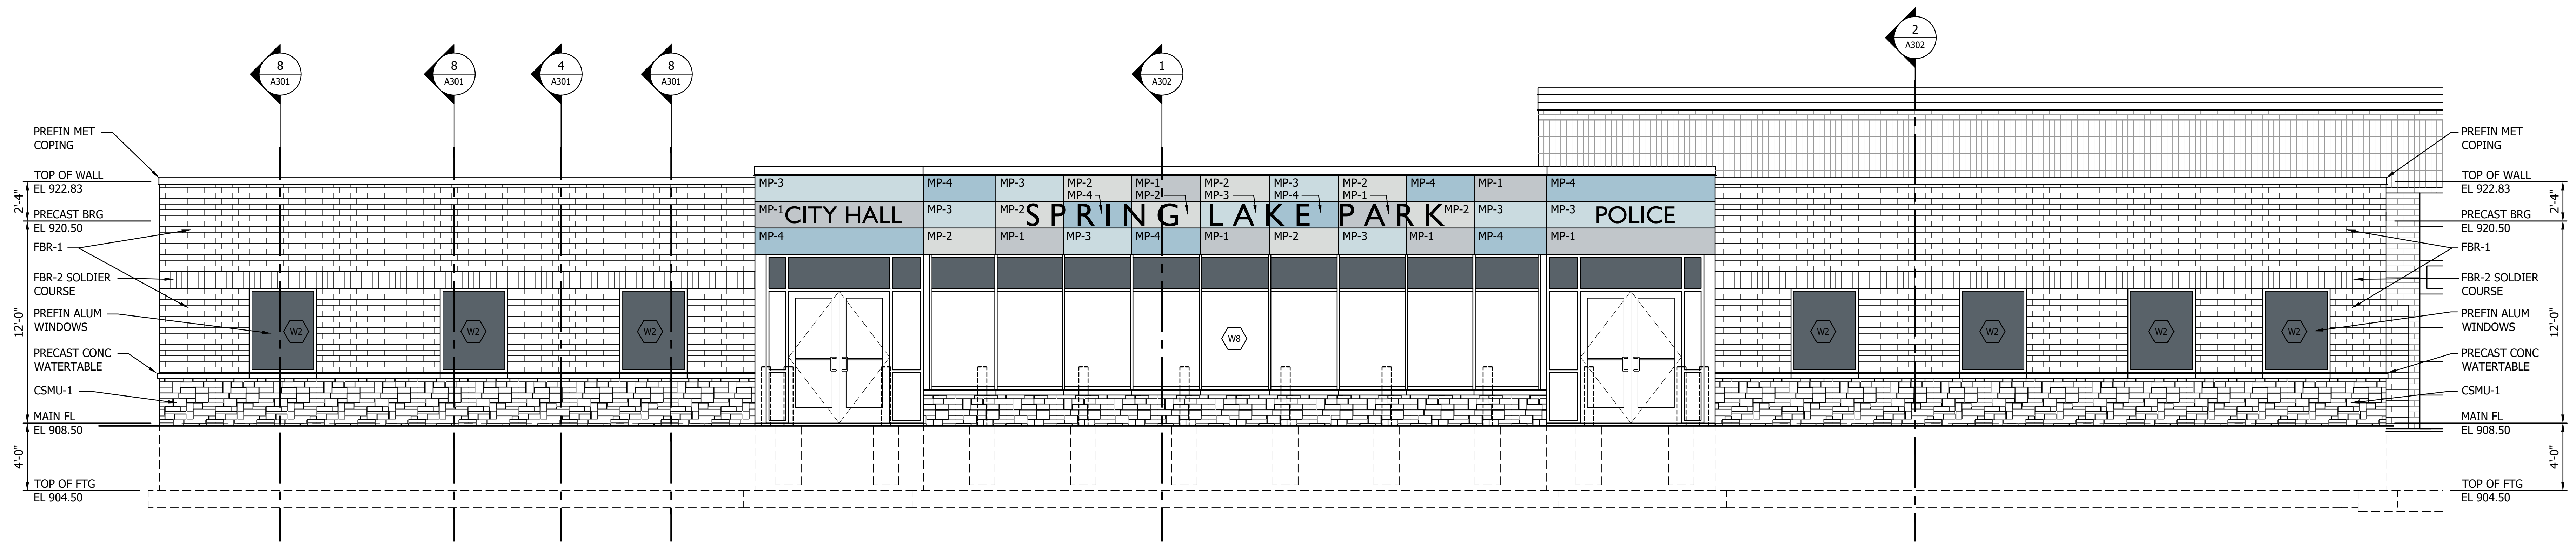 8
A301
8
A301
4
A301
8
A301
1
A302
2
A302
PREFIN MET
COPING
TOP OF WALL
EL 922.83
2'-4"
PRECAST BRG
EL 920.50
FBR-1
FBR-2 SOLDIER
COURSE
PREFIN ALUM
WINDOWS
12'-0"
PRECAST CONC
WATERTABLE
CSMU-1
MAIN FL
EL 908.50
4'-0"
TOP OF FTG
EL 904.50
W2
W2
W2
MP-3
MP-1 CITY HALL
MP-4
MP-4 MP-3 MP-2 MP-1 MP-2 MP-3 MP-2 MP-4 MP-1
MP-4 MP-2 MP-3 MP-4 MP-1
MP-3 MP-2 SPRING LAKE PARK MP-2 MP-3
MP-2 MP-1 MP-3 MP-4 MP-1 MP-2 MP-3 MP-1 MP-4
MP-4
MP-3 POLICE
MP-1
W8
W2
W2
W2
W2
PREFIN MET
COPING
TOP OF WALL
EL 922.83
2'-4"
PRECAST BRG
EL 920.50
FBR-1
FBR-2 SOLDIER
COURSE
PREFIN ALUM
WINDOWS
12'-0"
PRECAST CONC
WATERTABLE
CSMU-1
MAIN FL
EL 908.50
4'-0"
TOP OF FTG
EL 904.50